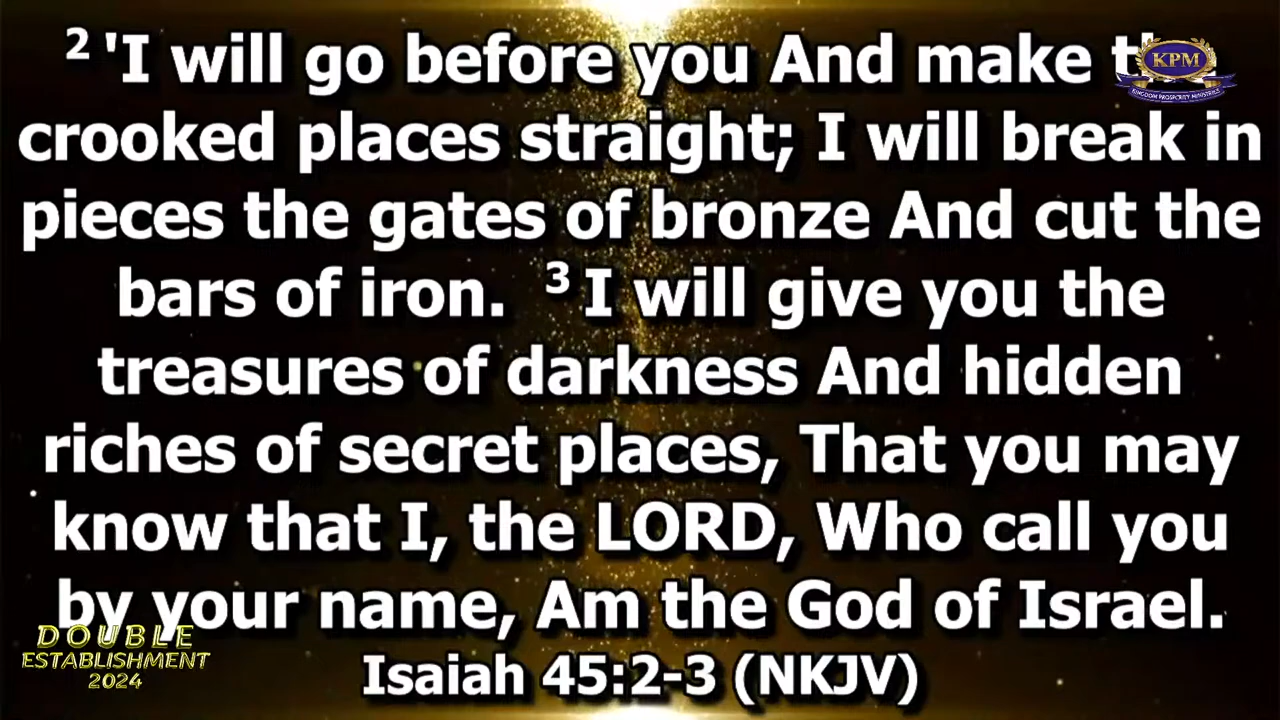 2 'I will go before you And make the
crooked places straight; I will break in
pieces the gates of bronze And cut the
bars of iron. 3 I will give you the
treasures of darkness And hidden
riches of secret places, That you may
know that I, the LORD, Who call you
by your name, Am the God of Israel.
Isaiah 45:2-3 (NKJV)
KPM
KINGDOM PROSPERITY MINISTRIES
DOUBLE
ESTABLISHMENT
2024